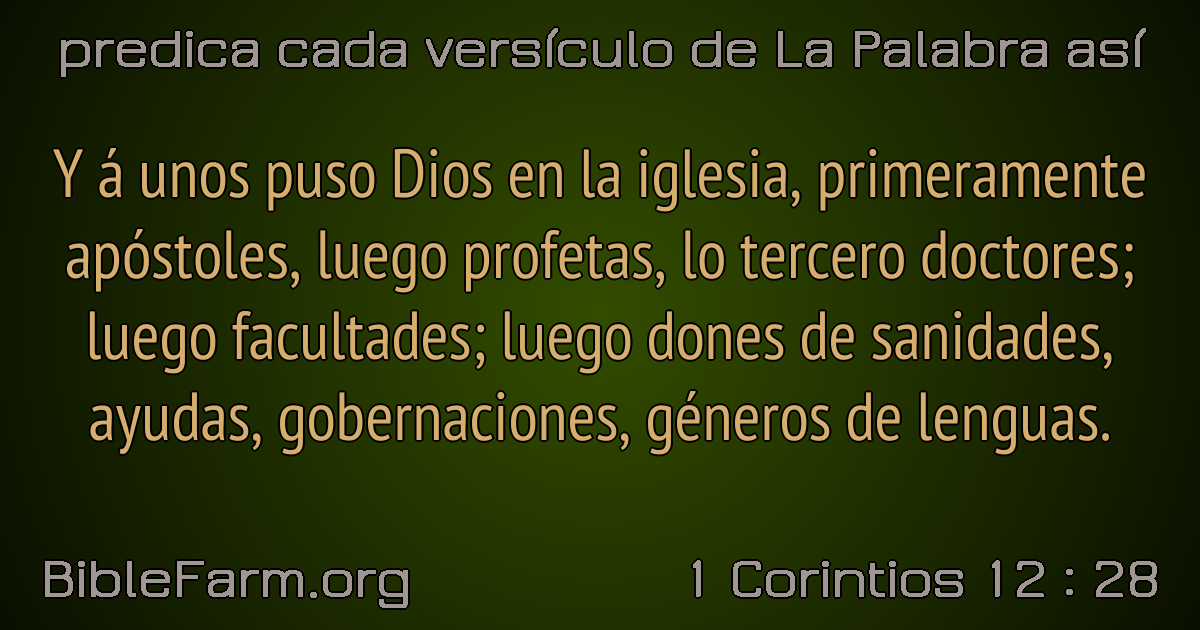 predica cada versículo de La Palabra así
Y á unos puso Dios en la iglesia, primeramente
apóstoles, luego profetas, lo tercero doctores;
luego facultades; luego dones de sanidades,
ayudas, gobernaciones, géneros de lenguas.
BibleFarm.org
1 Corintios 12 : 28